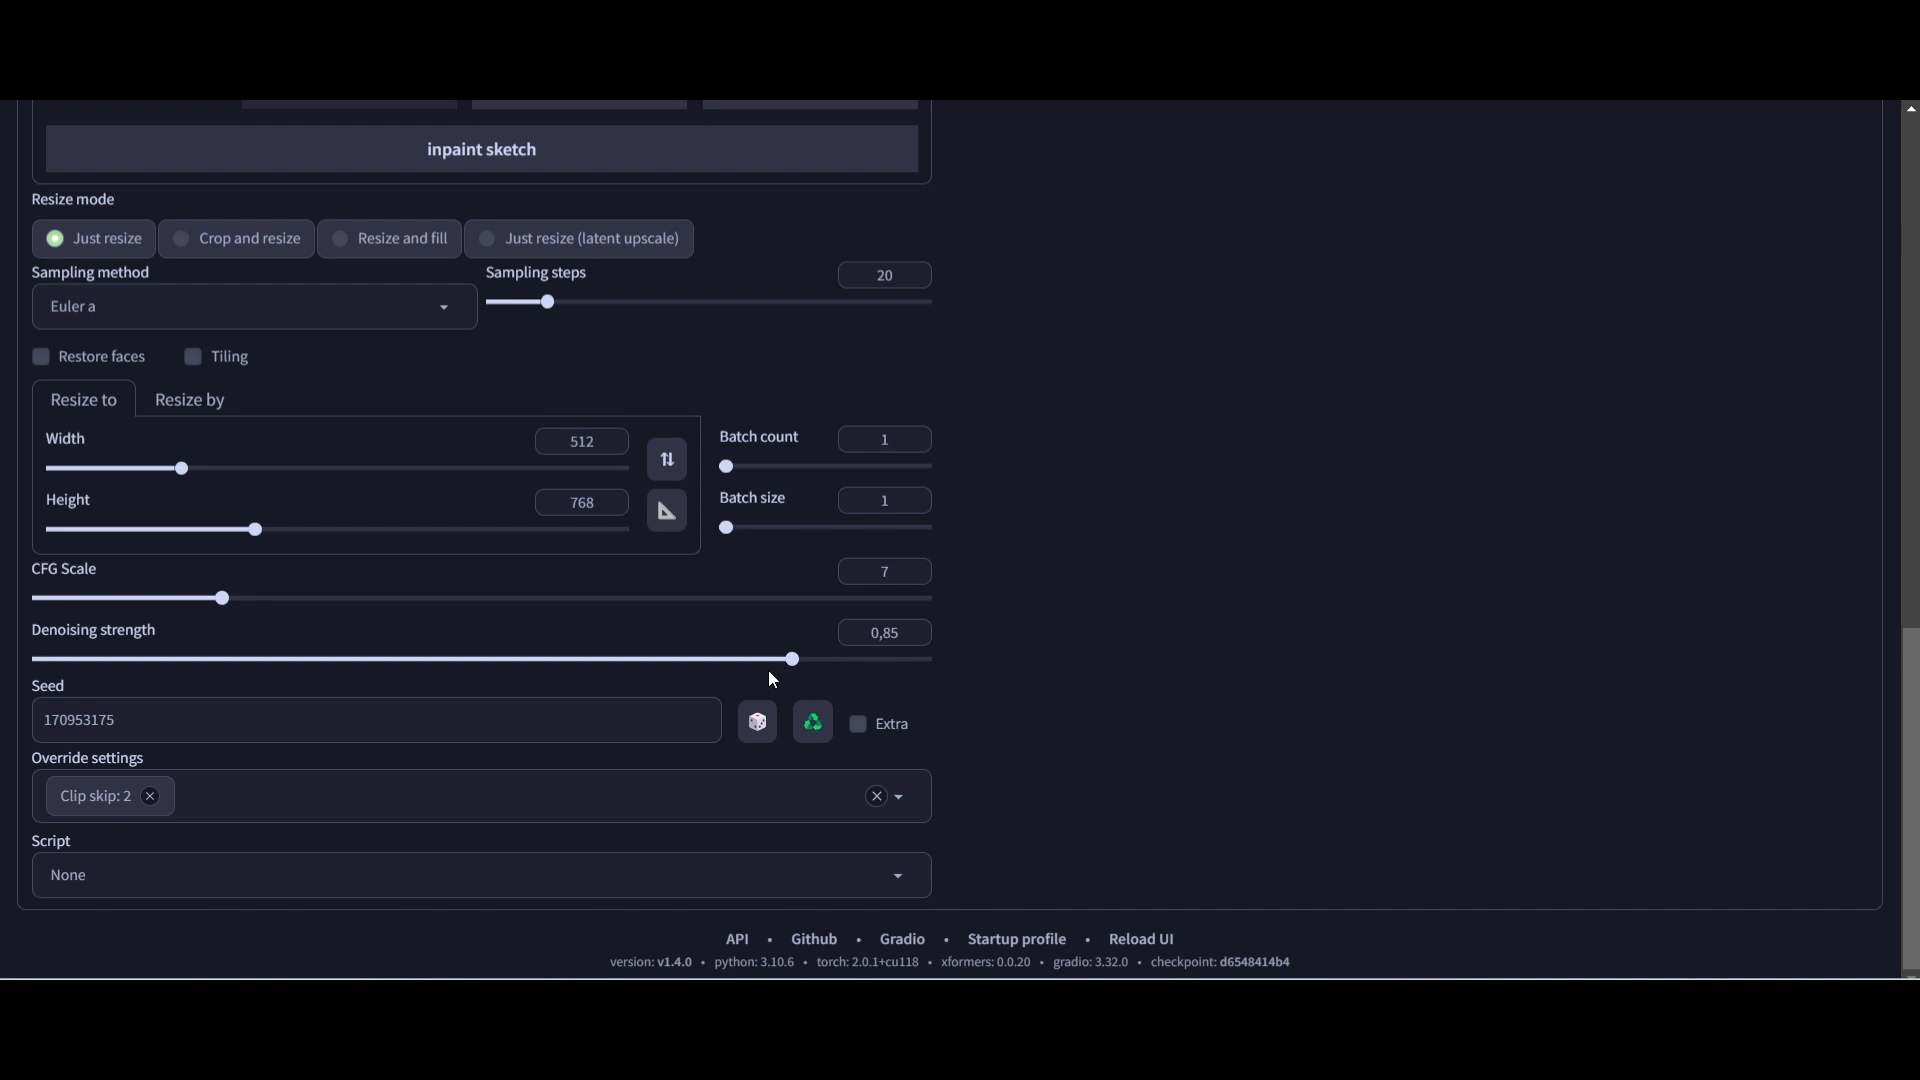 inpaint sketch
Resize mode
Just resize Crop and resize Resize and fill Just resize (latent upscale)
Sampling method Sampling steps 20
Euler a
Restore faces Tiling
Resize to Resize by
Width 512 Batch count 1
Height 768 Batch size 1
CFG Scale 7
Denoising strength 0,85
Seed
170953175 Extra
Override settings
Clip skip: 2
Script
None
API • Github • Gradio • Startup profile • Reload UI
version: v1.4.0 • python: 3.10.6 • torch: 2.0.1+cu118 • xformers: 0.0.20 • gradio: 3.32.0 • checkpoint: d6548414b4